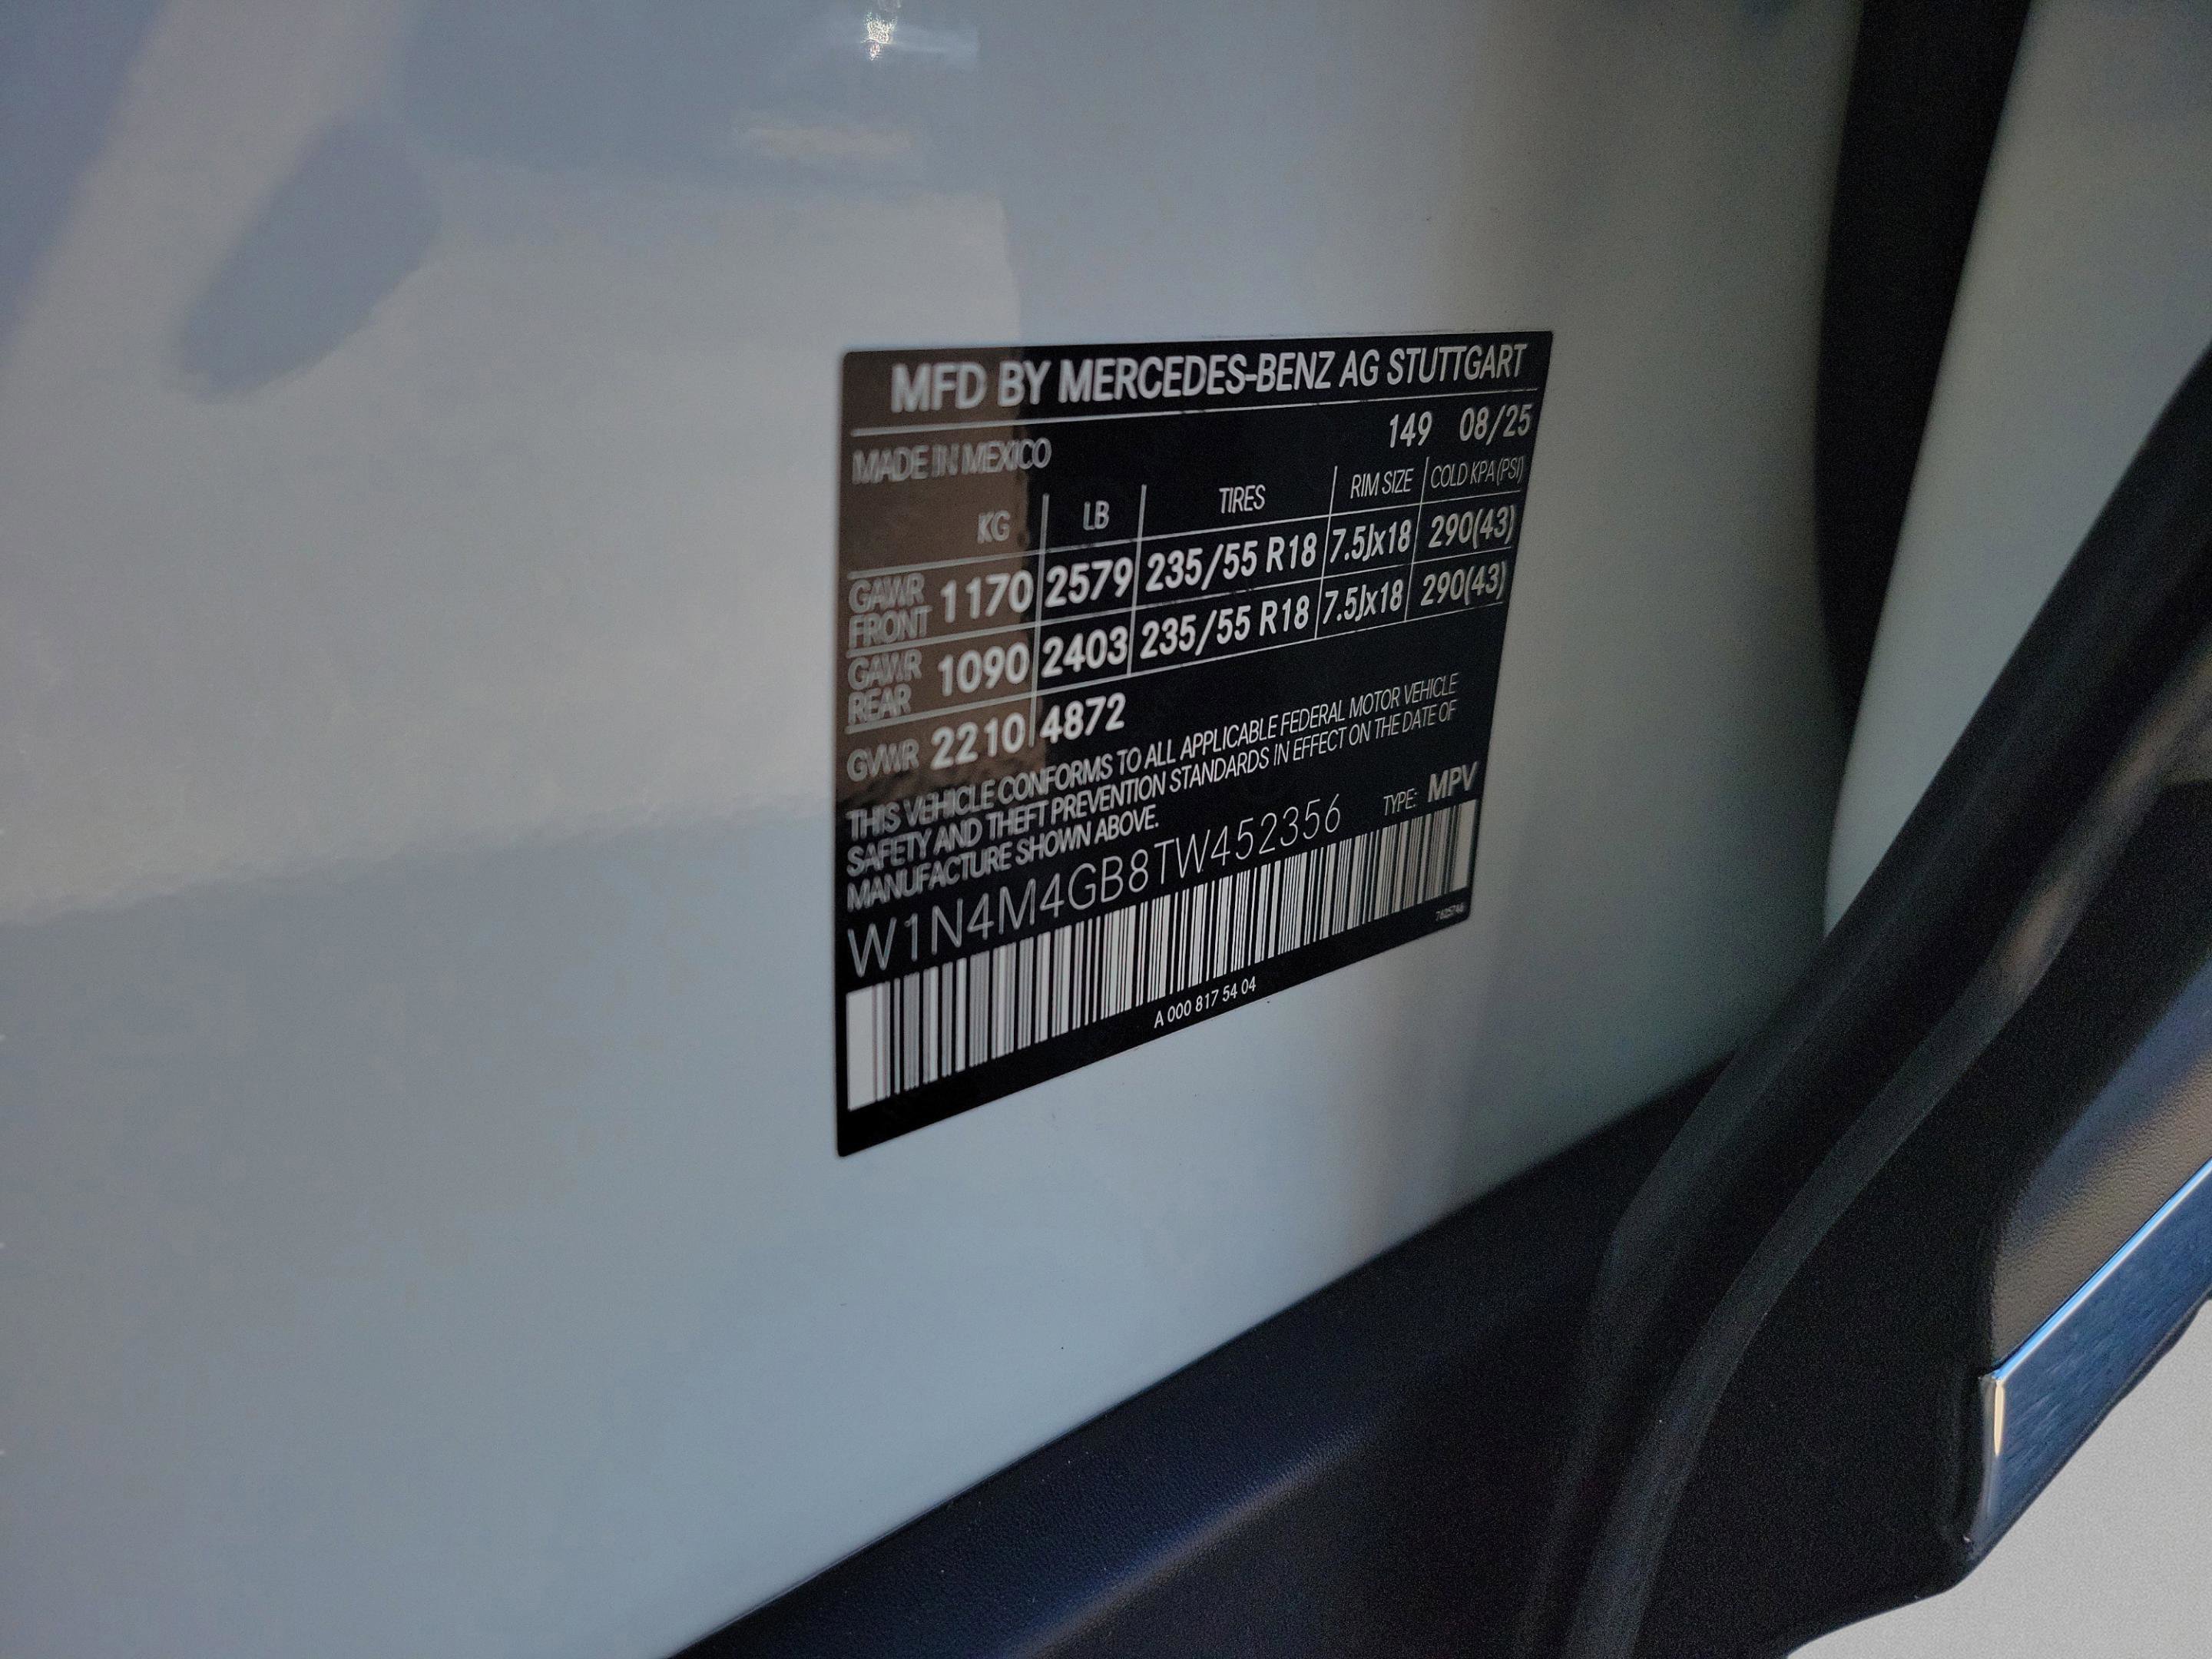 MFD BY MERCEDES-BENZ AG STUTTGART
MADE IN MEXICO 149 08/25
KG LB TIRES RIM SIZE COLD KPA(PSI)
GAWR FRONT 1170 2579 235/55 R18 7.5Jx18 290(43)
GAWR REAR 1090 2403 235/55 R18 7.5Jx18 290(43)
GVWR 2210 4872
THIS VEHICLE CONFORMS TO ALL APPLICABLE FEDERAL MOTOR VEHICLE
SAFETY AND THEFT PREVENTION STANDARDS IN EFFECT ON THE DATE OF
MANUFACTURE SHOWN ABOVE.
W1N4M4GB8TW452356 TYPE: MPV
A 000 817 54 04